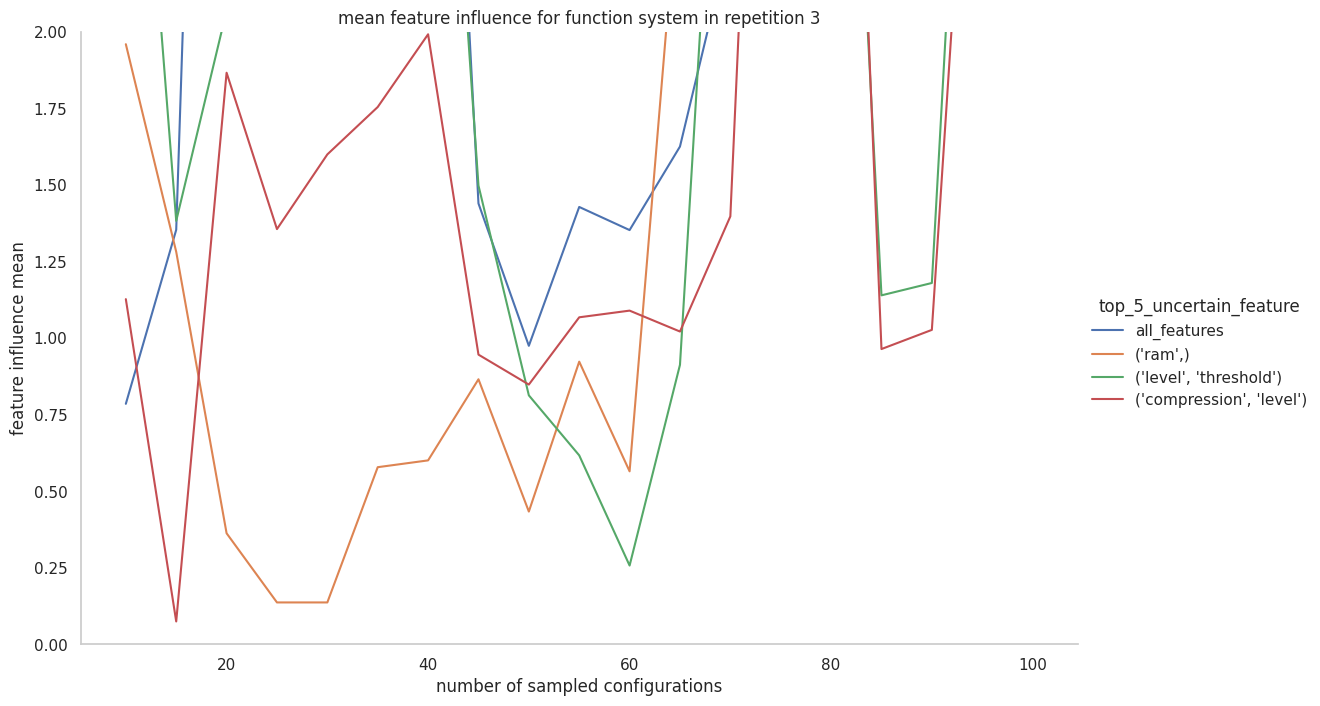 mean feature influence for function system in repetition 3
2.00
1.75
1.50
1.25
1.00
0.75
0.50
0.25
0.00
feature influence mean
20
40
60
80
100
number of sampled configurations
top_5_uncertain_feature
all_features
('ram',)
('level', 'threshold')
('compression', 'level')